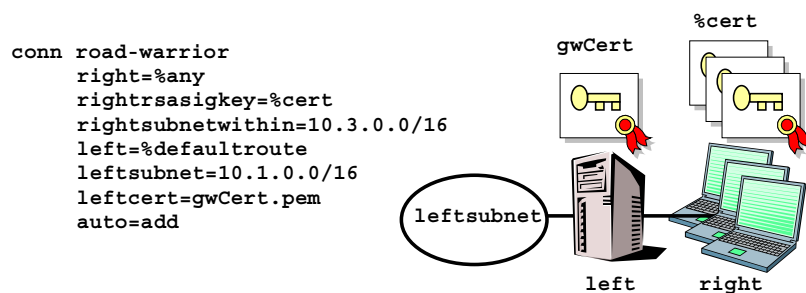 conn road-warrior
right=%any
rightrsasigkey=%cert
rightsubnetwithin=10.3.0.0/16
left=%defaultroute
leftsubnet=10.1.0.0/16
leftcert=gwCert.pem
auto=add
%cert
gwCert
leftsubnet
left
right